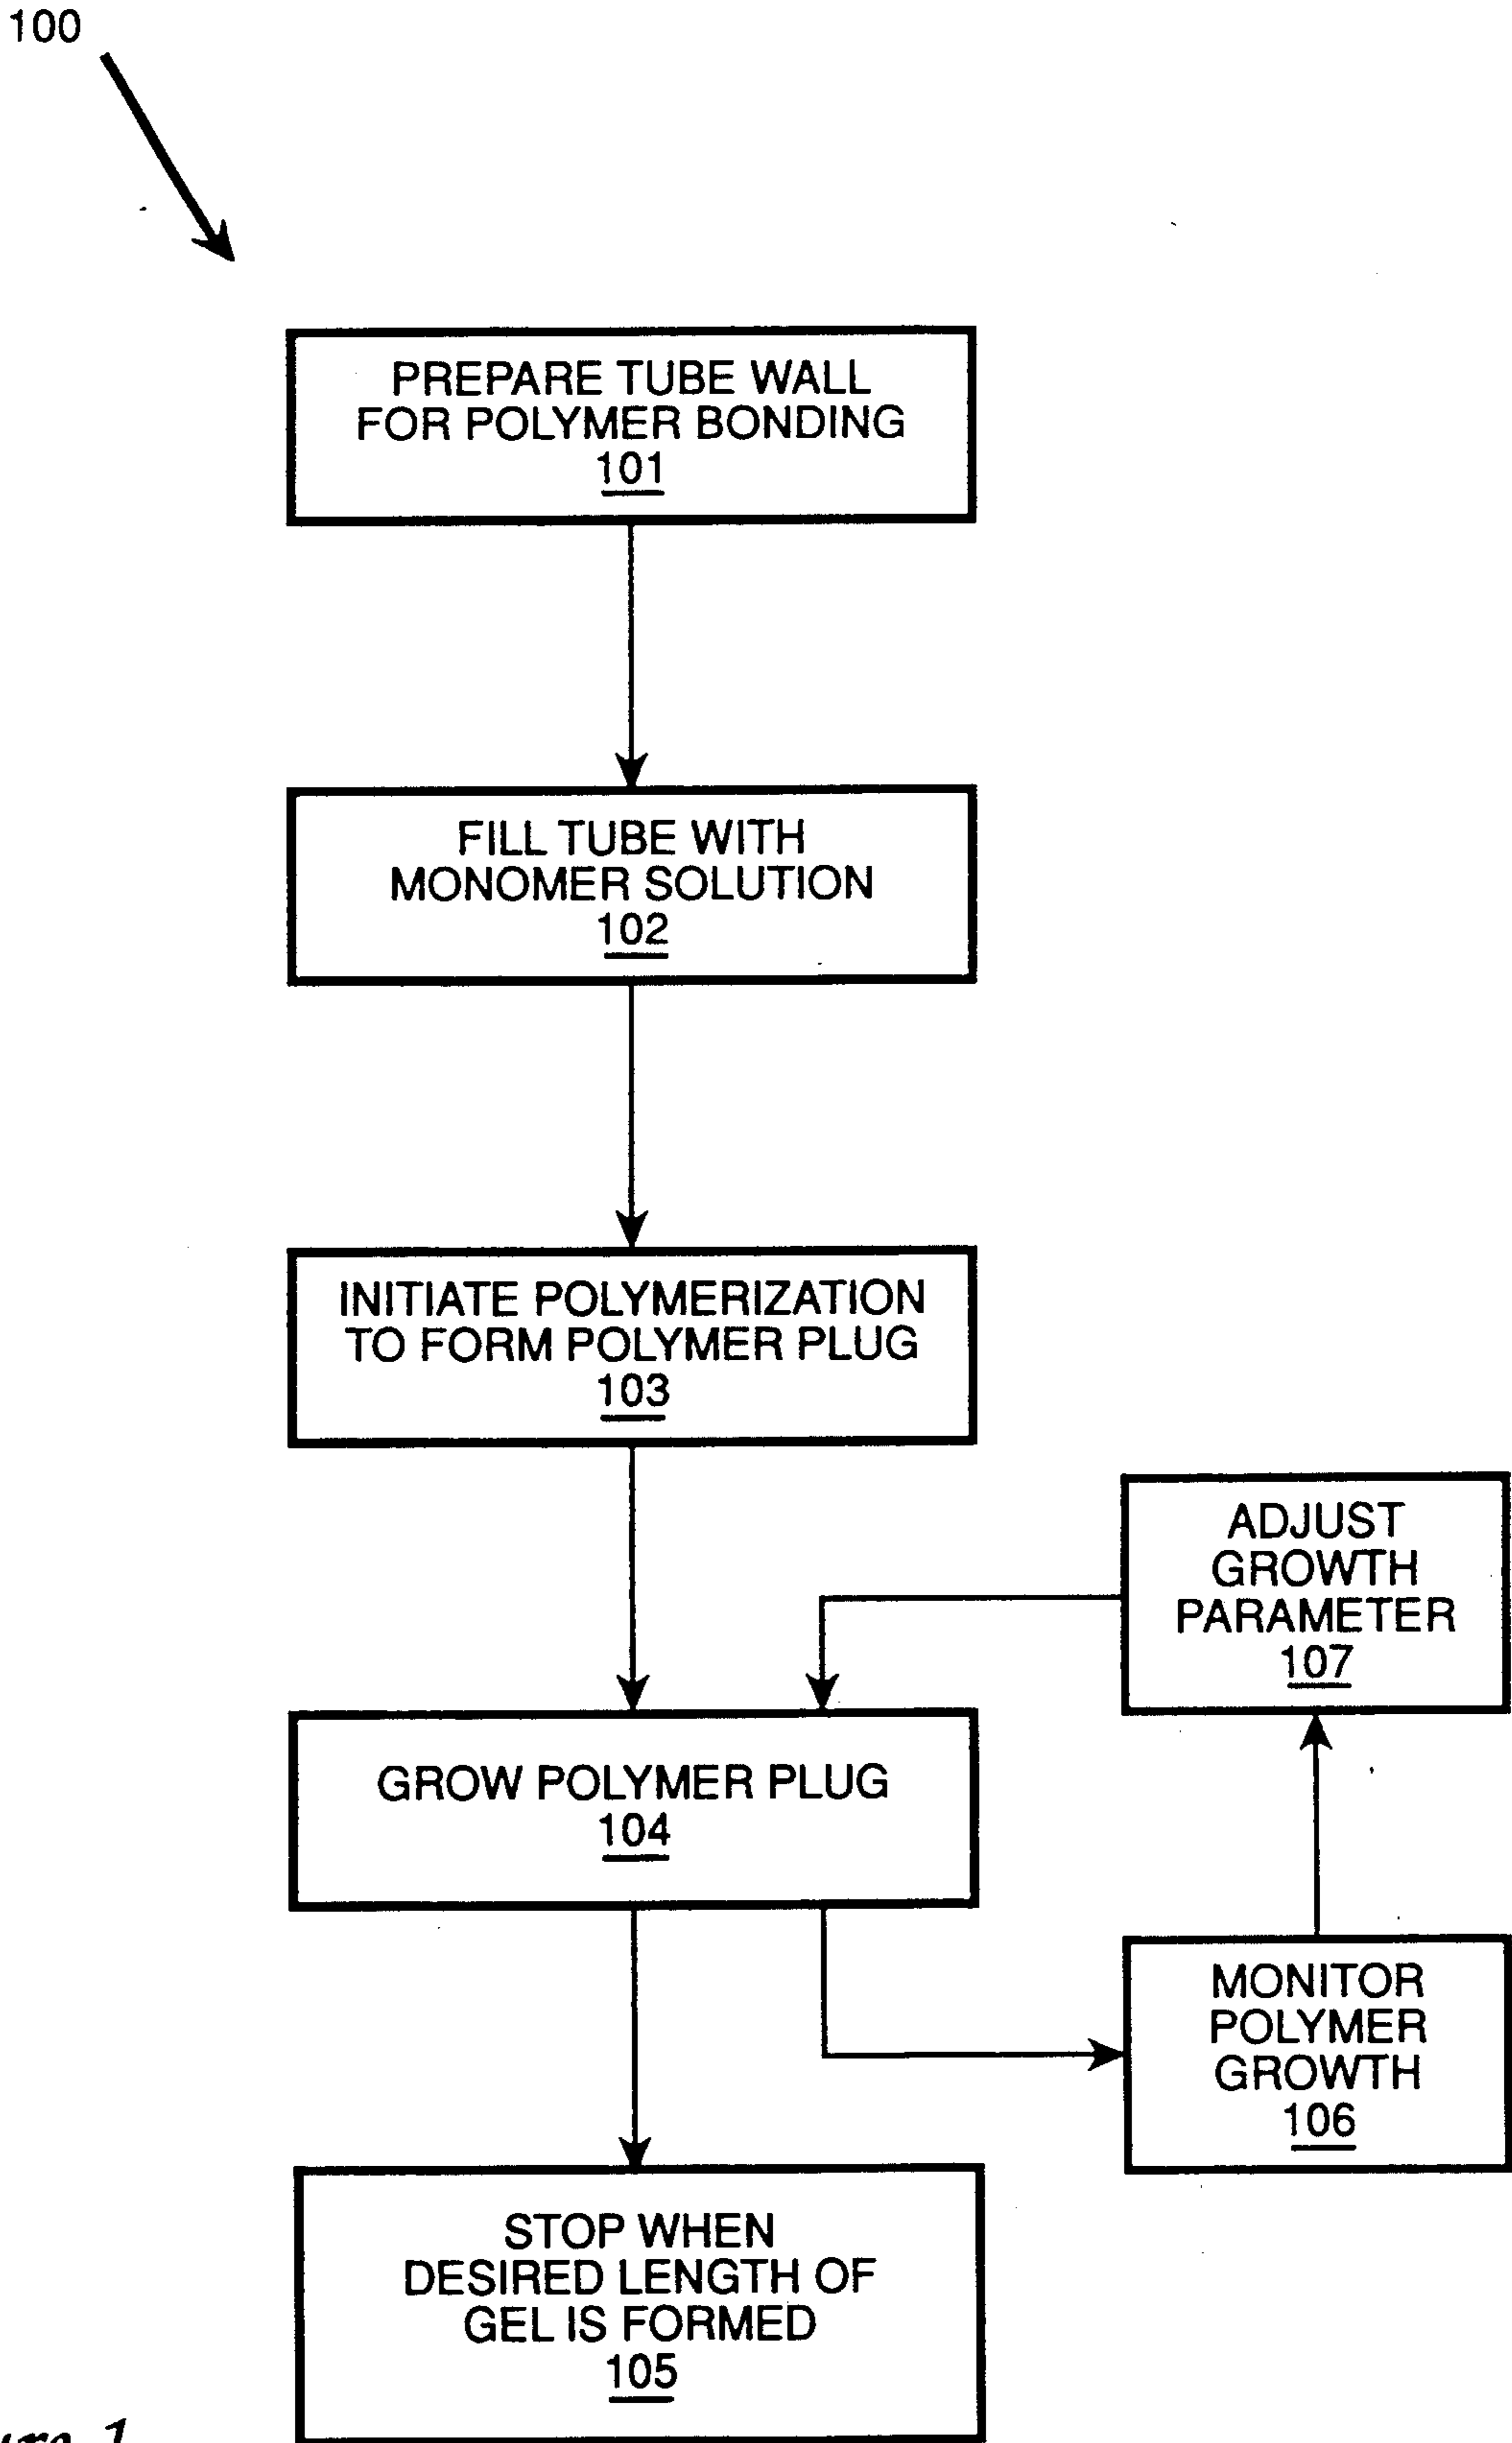 100
PREPARE TUBE WALL
FOR POLYMER BONDING
101
FILL TUBE WITH
MONOMER SOLUTION
102
INITIATE POLYMERIZATION
TO FORM POLYMER PLUG
103
ADJUST
GROWTH
PARAMETER
107
GROW POLYMER PLUG
104
MONITOR
POLYMER
GROWTH
106
STOP WHEN
DESIRED LENGTH OF
GEL IS FORMED
105
1